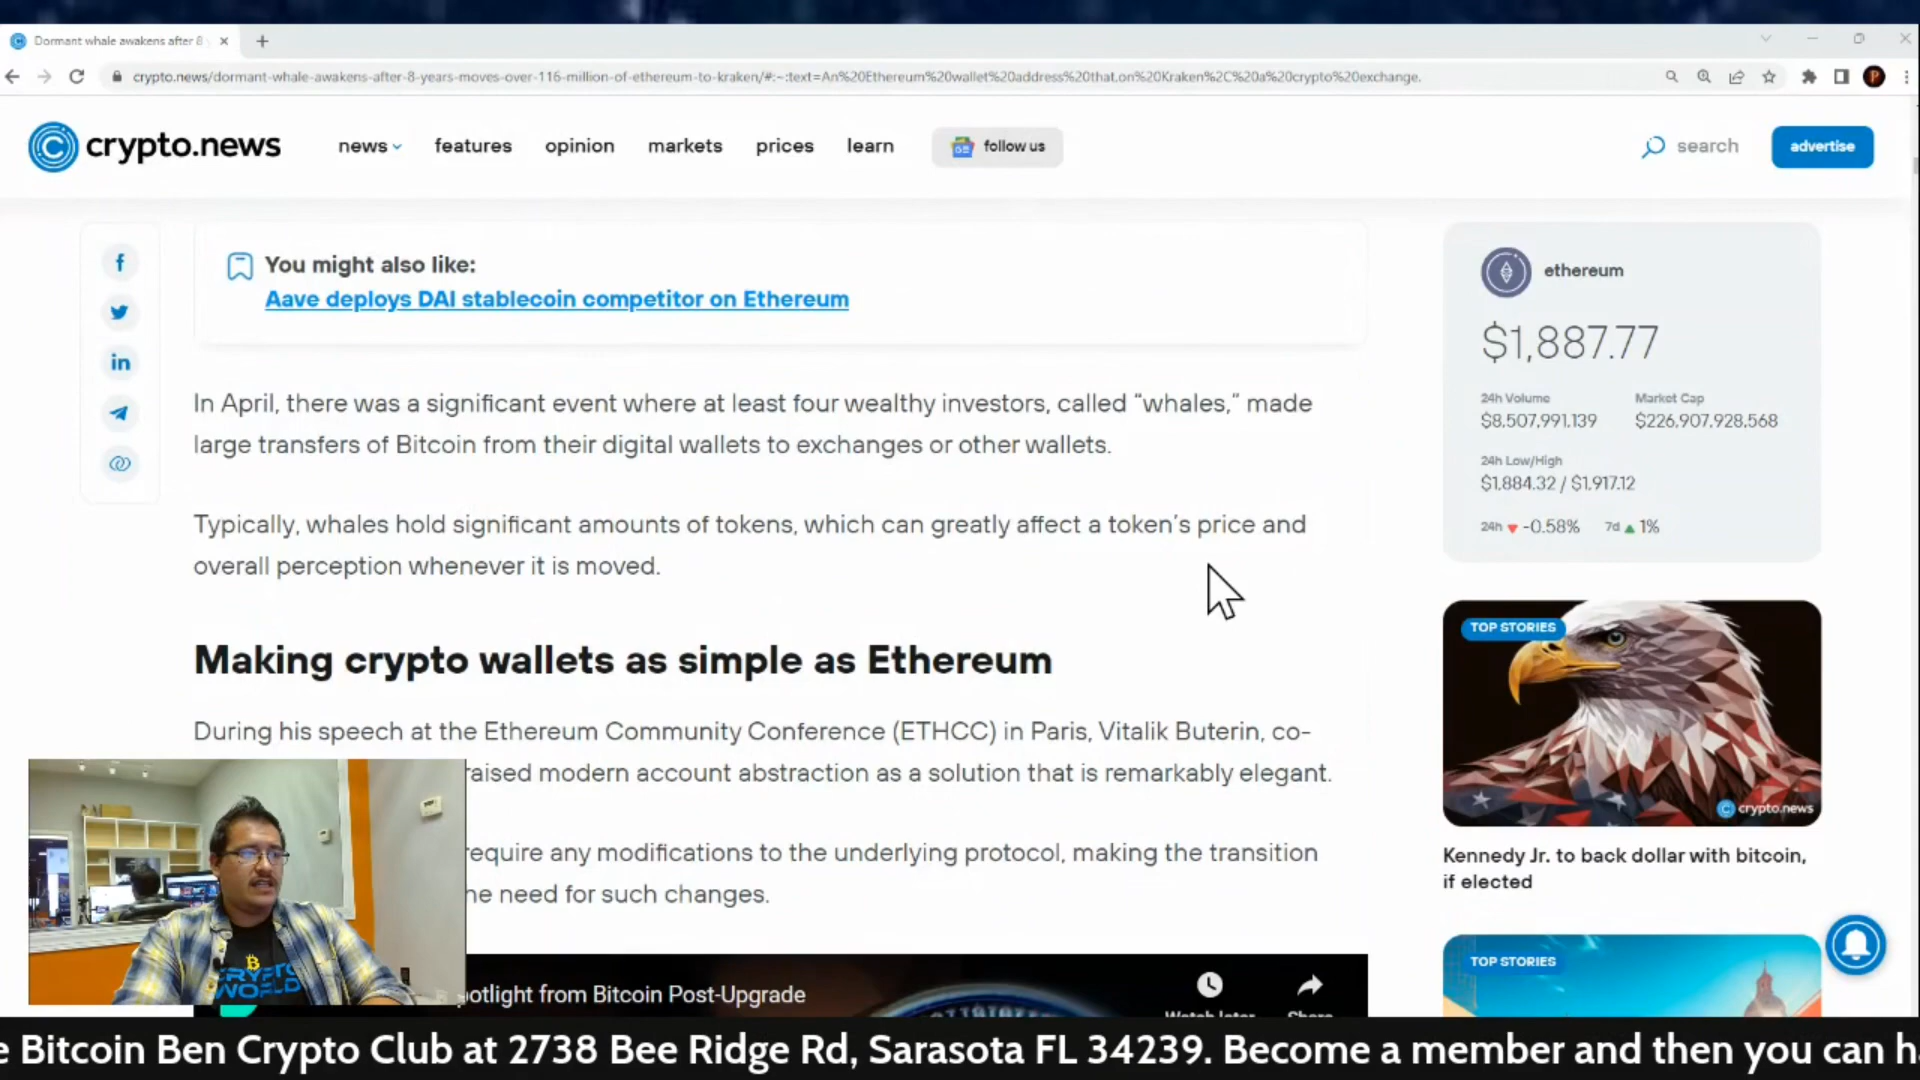 Dormant whale awakens after 8
crypto.news/dormant-whale-awakens-after-8-years-moves-over-116-million-of-ethereum-to-kraken/#:~:text=An%20Ethereum%20wallet%20address%20that,on%20Kraken%2C%20a%20crypto%20exchange.
crypto.news
news
features
opinion
markets
prices
learn
follow us
search
advertise
You might also like:
Aave deploys DAI stablecoin competitor on Ethereum
In April, there was a significant event where at least four wealthy investors, called “whales,” made
large transfers of Bitcoin from their digital wallets to exchanges or other wallets.
Typically, whales hold significant amounts of tokens, which can greatly affect a token’s price and
overall perception whenever it is moved.
Making crypto wallets as simple as Ethereum
During his speech at the Ethereum Community Conference (ETHCC) in Paris, Vitalik Buterin, co-
raised modern account abstraction as a solution that is remarkably elegant.
require any modifications to the underlying protocol, making the transition
he need for such changes.
otlight from Bitcoin Post-Upgrade
Watch later
Share
ethereum
$1,887.77
24h Volume
Market Cap
$8,507,991,139
$226,907,928,568
24h Low/High
$1,884.32 / $1,917.12
24h -0.58% 7d 1%
TOP STORIES
crypto.news
Kennedy Jr. to back dollar with bitcoin,
if elected
TOP STORIES
CRYPTO
WORLD
e Bitcoin Ben Crypto Club at 2738 Bee Ridge Rd, Sarasota FL 34239. Become a member and then you can ha